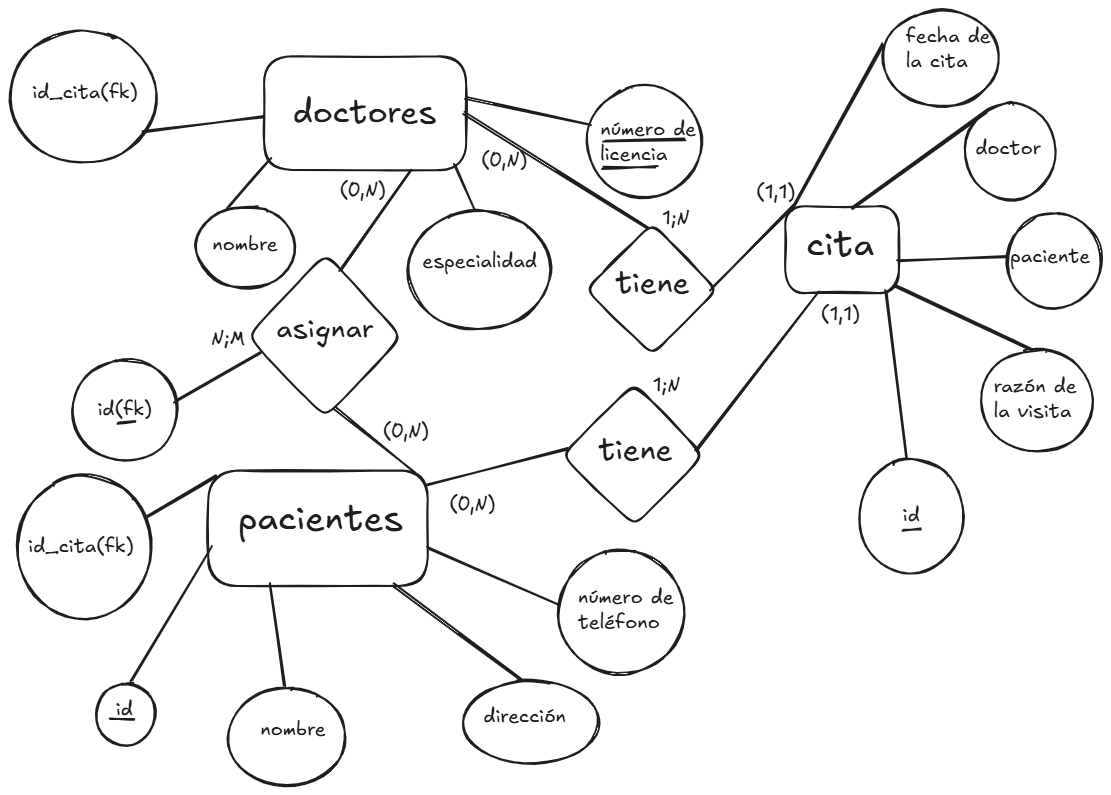 fecha de
la cita
id_cita(fk)
doctores
número de
licencia
doctor
(0,N)
(0,N)
(1,1)
1;N
nombre
especialidad
cita
paciente
tiene
asignar
N;M
(1,1)
id(fk)
1;N
razón de
la visita
(0,N)
tiene
(0,N)
pacientes
id
id_cita(fk)
número de
teléfono
id
nombre
dirección